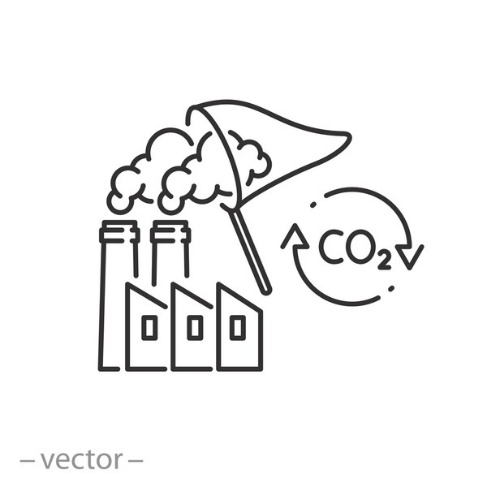 CO₂
– vector –